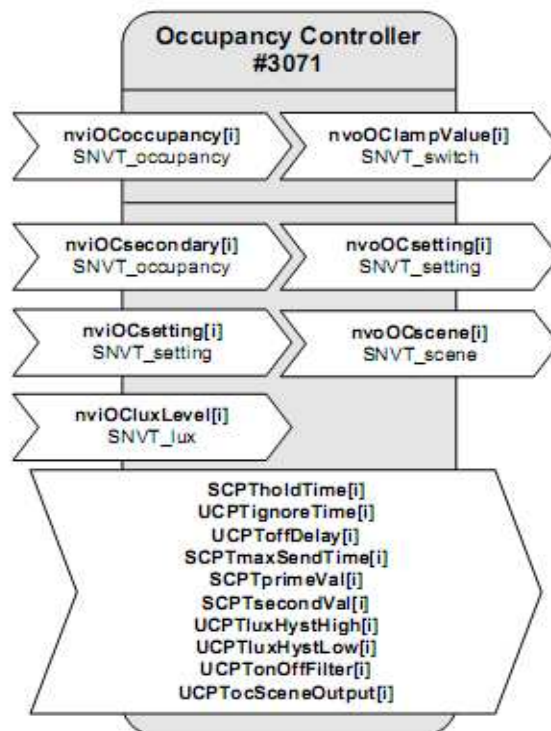 Occupancy Controller
#3071
nviOCoccupancy[i]
SNVT_occupancy
nvoOClampValue[i]
SNVT_switch
nviOCsecondary[i]
SNVT_occupancy
nvoOCsetting[i]
SNVT_setting
nviOCsetting[i]
SNVT_setting
nvoOCscene[i]
SNVT_scene
nviOCluxLevel[i]
SNVT_lux
SCPTholdTime[i]
UCPTignoreTime[i]
UCPToffDelay[i]
SCPTmaxSendTime[i]
SCPTprimeVal[i]
SCPTsecondVal[i]
UCPTluxHystHigh[i]
UCPTluxHystLow[i]
UCPTonOffFilter[i]
UCPTocSceneOutput[i]